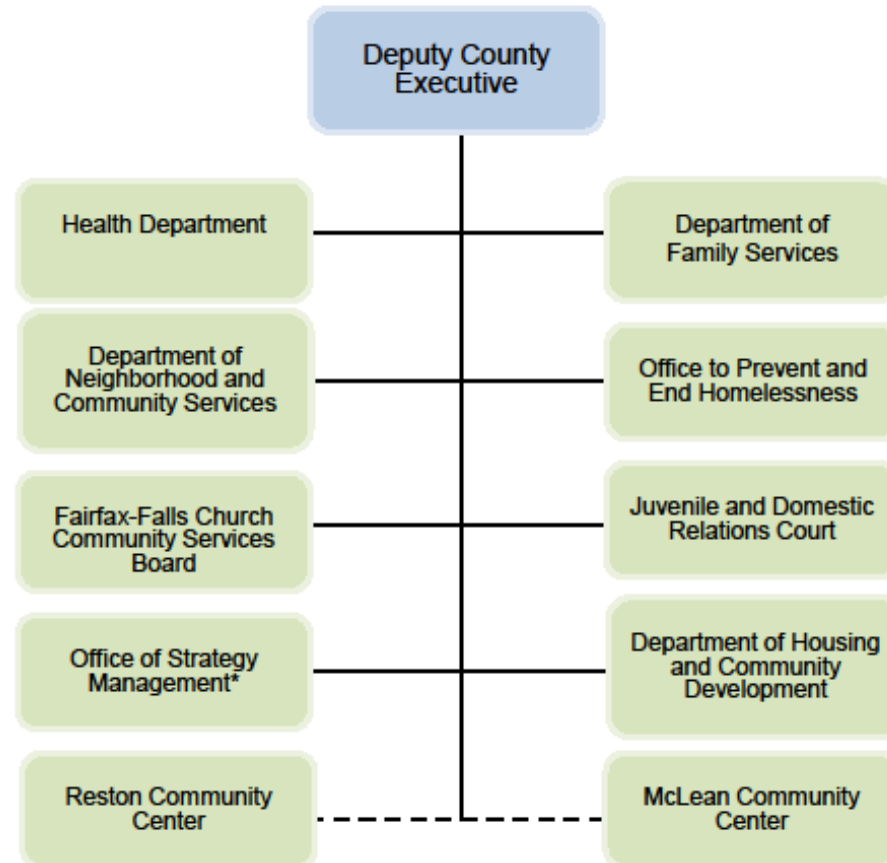 Deputy County
Executive
Health Department
Department of
Family Services
Department of
Neighborhood and
Community Services
Office to Prevent and
End Homelessness
Fairfax-Falls Church
Community Services
Board
Juvenile and Domestic
Relations Court
Office of Strategy
Management*
Department of Housing
and Community
Development
Reston Community
Center
McLean Community
Center